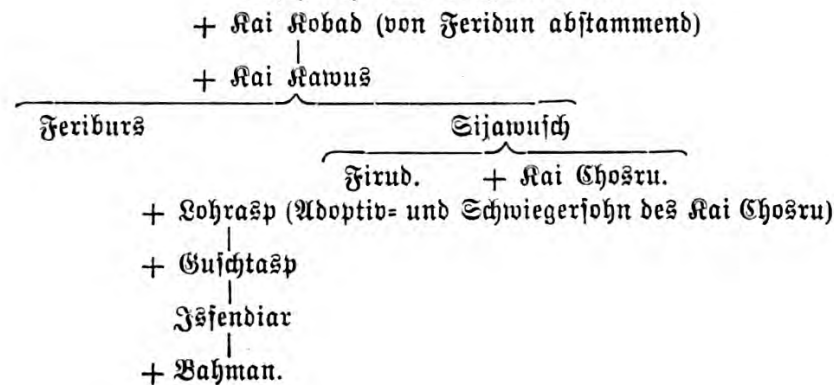 + Kai Kobad (von Feridun abstammend)
+ Kai Kawus
Feriburs Sijawusch
Firud. + Kai Chosru.
+ Lohrasp (Adoptiv= und Schwiegersohn des Kai Chosru)
+ Guschtasp
Isfendiar
+ Bahman.